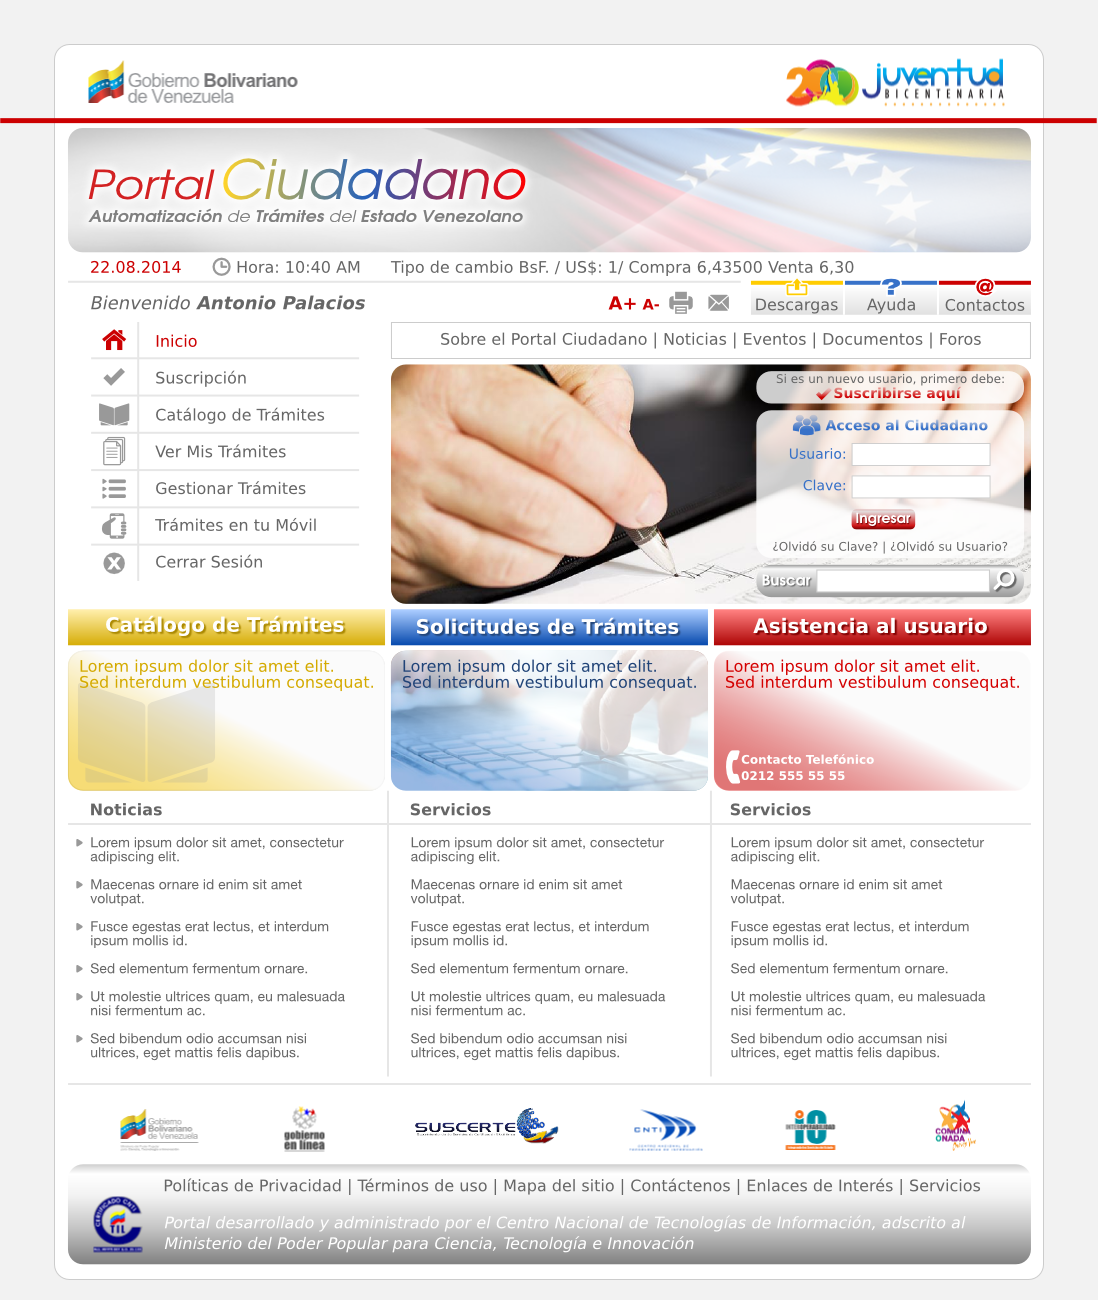 Gobierno Bolivariano
de Venezuela
200 juventud
BICENTENARIA
Portal Ciudadano
Automatización de Trámites del Estado Venezolano
22.08.2014
Hora: 10:40 AM
Tipo de cambio BsF. / US$: 1/ Compra 6,43500 Venta 6,30
Bienvenido Antonio Palacios
A+ A-
Descargas
Ayuda
Contactos
Inicio
Suscripción
Catálogo de Trámites
Ver Mis Trámites
Gestionar Trámites
Trámites en tu Móvil
Cerrar Sesión
Sobre el Portal Ciudadano | Noticias | Eventos | Documentos | Foros
Si es un nuevo usuario, primero debe:
Suscribirse aquí
Acceso al Ciudadano
Usuario:
Clave:
Ingresar
¿Olvidó su Clave? | ¿Olvidó su Usuario?
Buscar
Catálogo de Trámites
Lorem ipsum dolor sit amet elit.
Sed interdum vestibulum consequat.
Solicitudes de Trámites
Lorem ipsum dolor sit amet elit.
Sed interdum vestibulum consequat.
Asistencia al usuario
Lorem ipsum dolor sit amet elit.
Sed interdum vestibulum consequat.
Contacto Telefónico
0212 555 55 55
Noticias
Lorem ipsum dolor sit amet, consectetur
adipiscing elit.
Maecenas ornare id enim sit amet
volutpat.
Fusce egestas erat lectus, et interdum
ipsum mollis id.
Sed elementum fermentum ornare.
Ut molestie ultrices quam, eu malesuada
nisi fermentum ac.
Sed bibendum odio accumsan nisi
ultrices, eget mattis felis dapibus.
Servicios
Lorem ipsum dolor sit amet, consectetur
adipiscing elit.
Maecenas ornare id enim sit amet
volutpat.
Fusce egestas erat lectus, et interdum
ipsum mollis id.
Sed elementum fermentum ornare.
Ut molestie ultrices quam, eu malesuada
nisi fermentum ac.
Sed bibendum odio accumsan nisi
ultrices, eget mattis felis dapibus.
Servicios
Lorem ipsum dolor sit amet, consectetur
adipiscing elit.
Maecenas ornare id enim sit amet
volutpat.
Fusce egestas erat lectus, et interdum
ipsum mollis id.
Sed elementum fermentum ornare.
Ut molestie ultrices quam, eu malesuada
nisi fermentum ac.
Sed bibendum odio accumsan nisi
ultrices, eget mattis felis dapibus.
Gobierno
Bolivariano
de Venezuela
gobierno
en línea
SUSCERTE
CNTI
CENTRO NACIONAL DE
TECNOLOGÍAS DE INFORMACIÓN
io
INTEROPERABILIDAD
COMUNA
O NADA
Políticas de Privacidad | Términos de uso | Mapa del sitio | Contáctenos | Enlaces de Interés | Servicios
CERTIFICADO CNTI
Portal desarrollado y administrado por el Centro Nacional de Tecnologías de Información, adscrito al
Ministerio del Poder Popular para Ciencia, Tecnología e Innovación